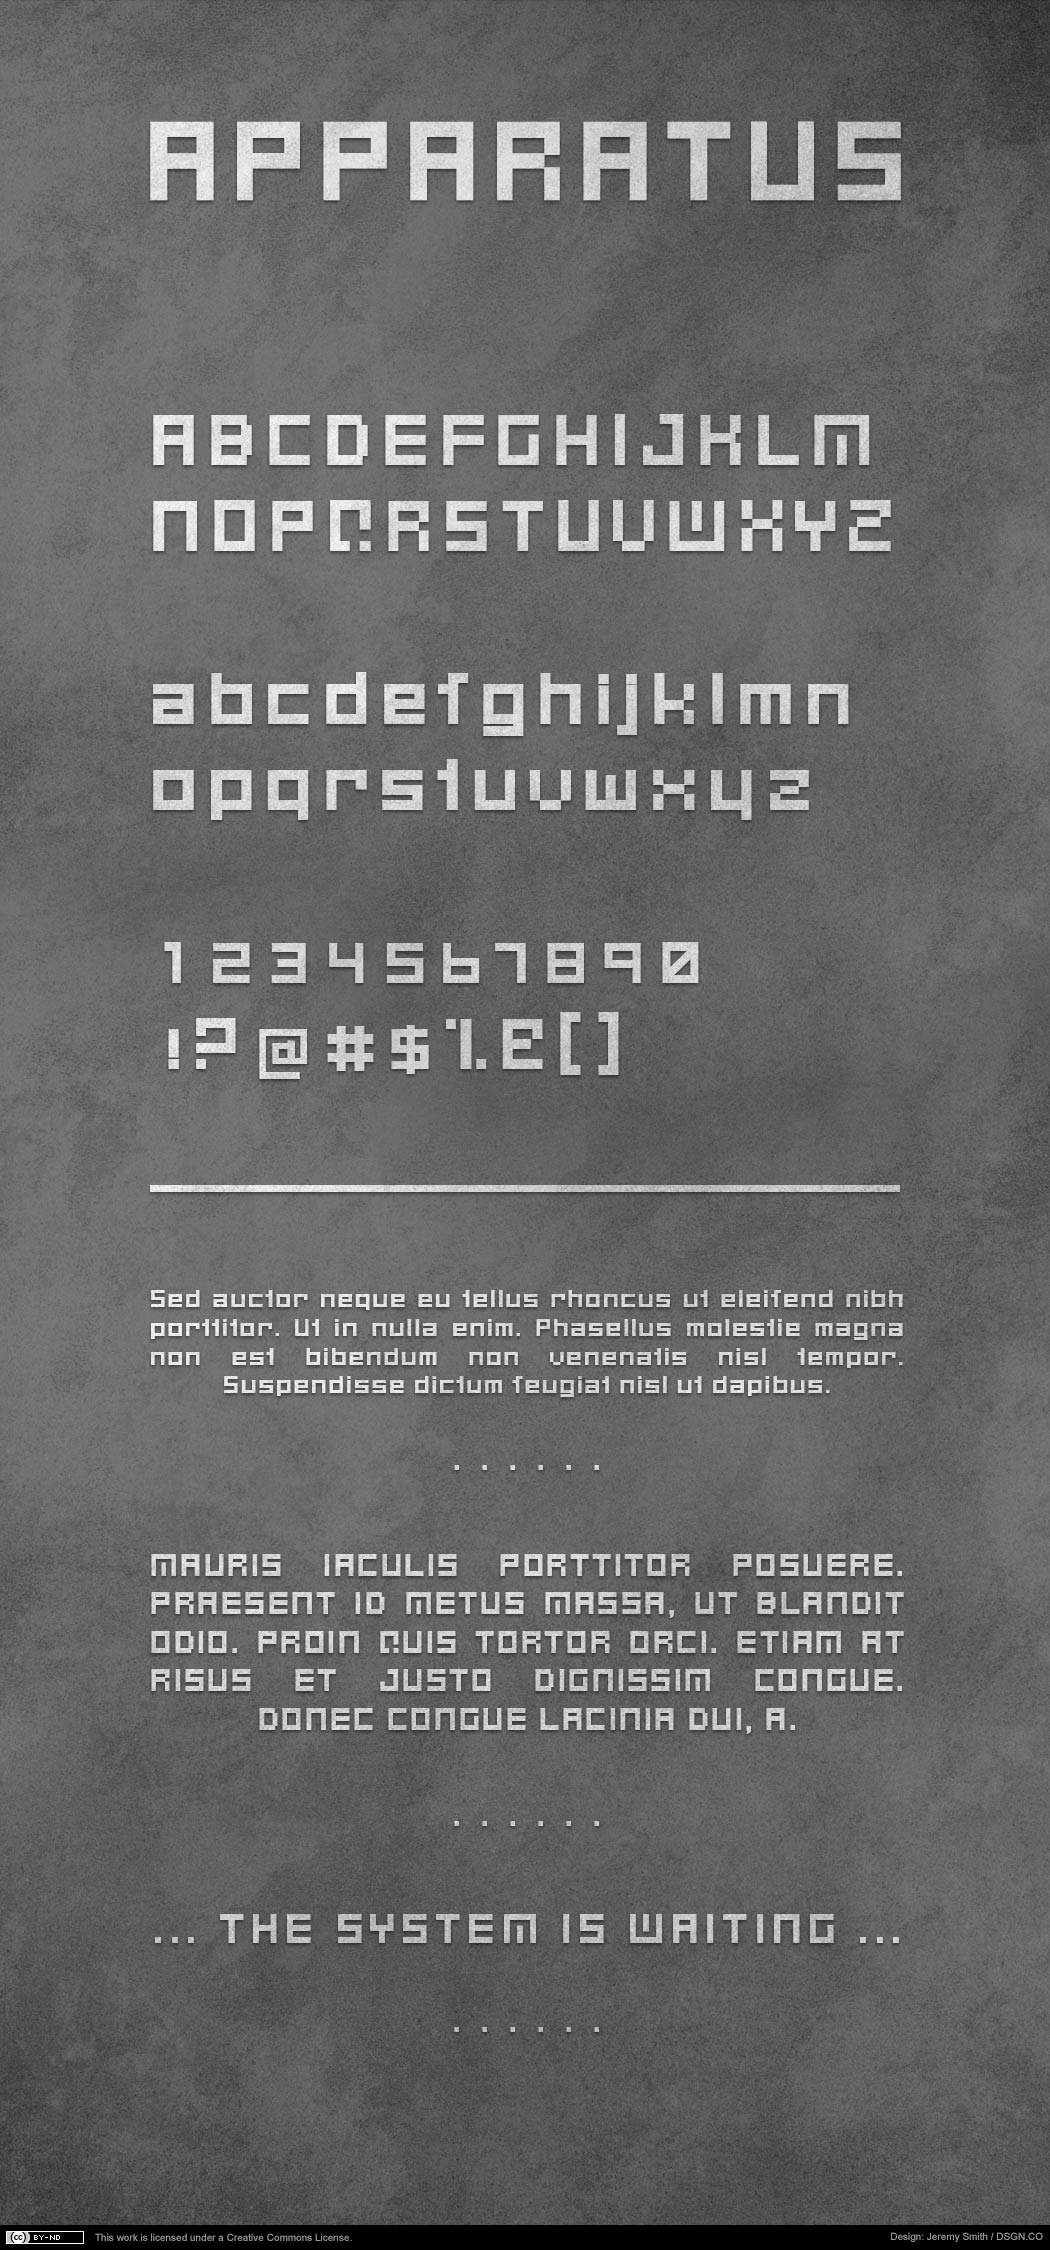 APPARATUS
ABCDEFGHIJKLM
NOPQRSTUVWXYZ
abcdefghijklmn
opqrstuvwxyz
1234567890
!?@#$%&[]
Sed auctor neque eu tellus rhoncus ut eleifend nibh
porttitor. Ut in nulla enim. Phasellus molestie magna
non est bibendum non venenatis nisl tempor.
Suspendisse dictum feugiat nisl ut dapibus.
. . . . . .
MAURIS IACULIS PORTTITOR POSUERE.
PRAESENT ID METUS MASSA, UT BLANDIT
ODIO. PROIN QUIS TORTOR ORCI. ETIAM AT
RISUS ET JUSTO DIGNISSIM CONGUE.
DONEC CONGUE LACINIA DUI, A.
. . . . . .
... THE SYSTEM IS WAITING ...
. . . . . .
cc BY-ND This work is licensed under a Creative Commons License. Design: Jeremy Smith / DSGN.CO